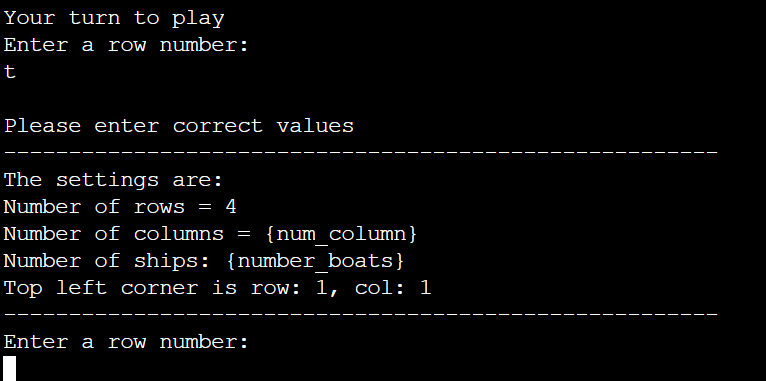 Your turn to play
Enter a row number:
t
Please enter correct values
-------------------------------------------------------
The settings are:
Number of rows = 4
Number of columns = {num_column}
Number of ships: {number_boats}
Top left corner is row: 1, col: 1
-------------------------------------------------------
Enter a row number: